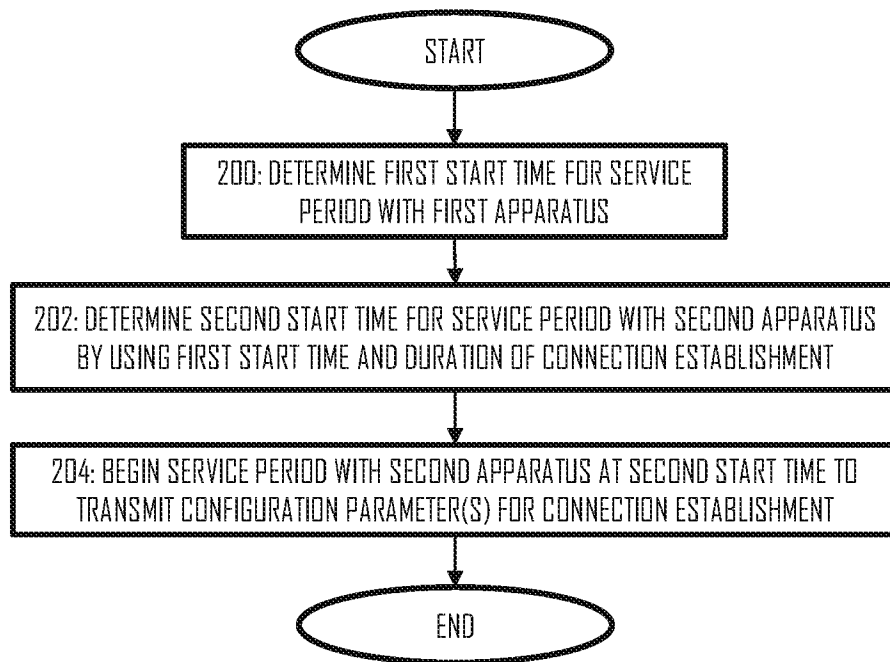 START
200: DETERMINE FIRST START TIME FOR SERVICE
PERIOD WITH FIRST APPARATUS
202: DETERMINE SECOND START TIME FOR SERVICE PERIOD WITH SECOND APPARATUS
BY USING FIRST START TIME AND DURATION OF CONNECTION ESTABLISHMENT
204: BEGIN SERVICE PERIOD WITH SECOND APPARATUS AT SECOND START TIME TO
TRANSMIT CONFIGURATION PARAMETER(S) FOR CONNECTION ESTABLISHMENT
END